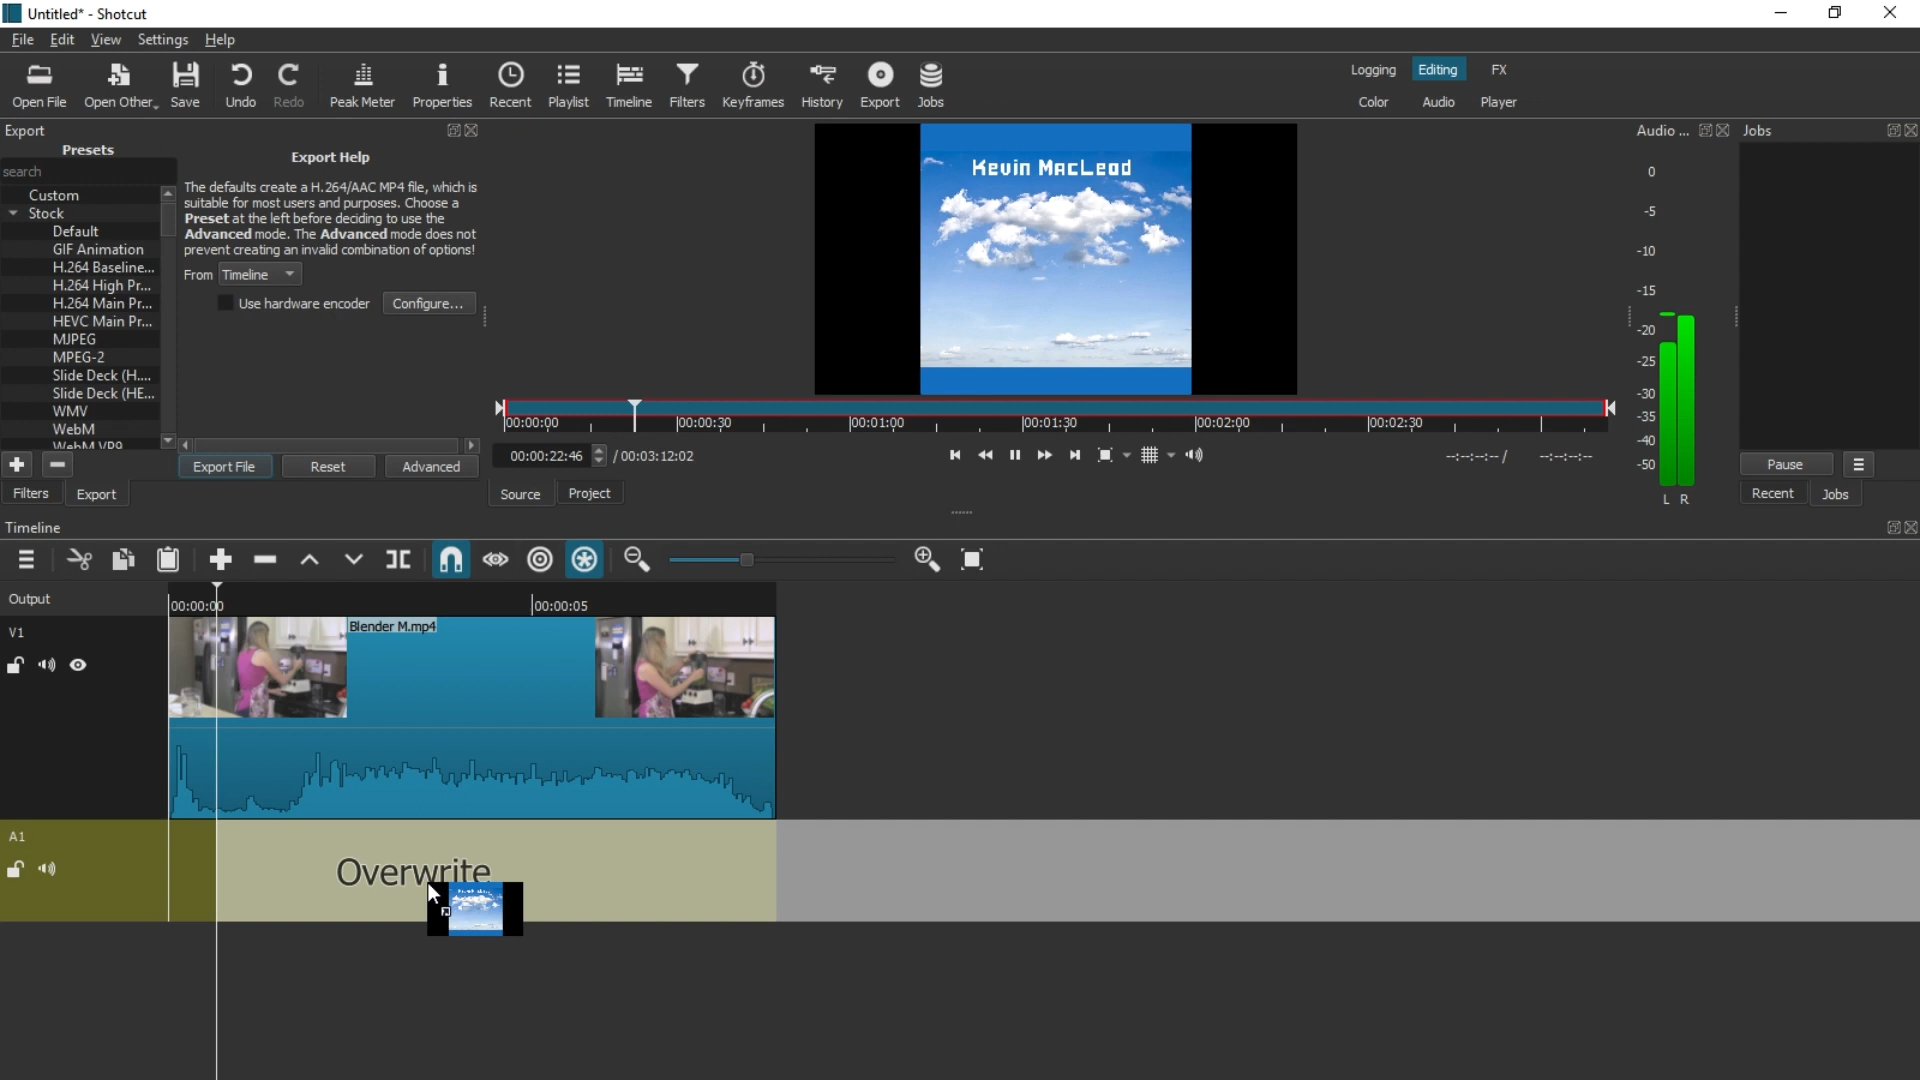 Untitled* - Shotcut
File Edit View Settings Help
Open File Open Other Save Undo Redo Peak Meter Properties Recent Playlist Timeline Filters Keyframes History Export Jobs
Logging Editing FX
Color Audio Player
Export
Presets
search
Custom
Stock
Default
GIF Animation
H.264 Baseline...
H.264 High Pr...
H.264 Main Pr...
HEVC Main Pr...
MJPEG
MPEG-2
Slide Deck (H....
Slide Deck (HE...
WMV
WebM
WebM VP9
Export Help
The defaults create a H.264/AAC MP4 file, which is
suitable for most users and purposes. Choose a
Preset at the left before deciding to use the
Advanced mode. The Advanced mode does not
prevent creating an invalid combination of options!
From Timeline
Use hardware encoder Configure...
Export File Reset Advanced
Filters Export
Kevin MacLeod
00:00:00 00:00:30 00:01:00 00:01:30 00:02:00 00:02:30
00:00:22:46 / 00:03:12:02
--:--:--:-- / --:--:--:--
Source Project
Audio ...
0
-5
-10
-15
-20
-25
-30
-35
-40
-50
L R
Jobs
Pause
Recent Jobs
Timeline
Output
00:00:00 00:00:05
V1
Blender M.mp4
A1
Overwrite